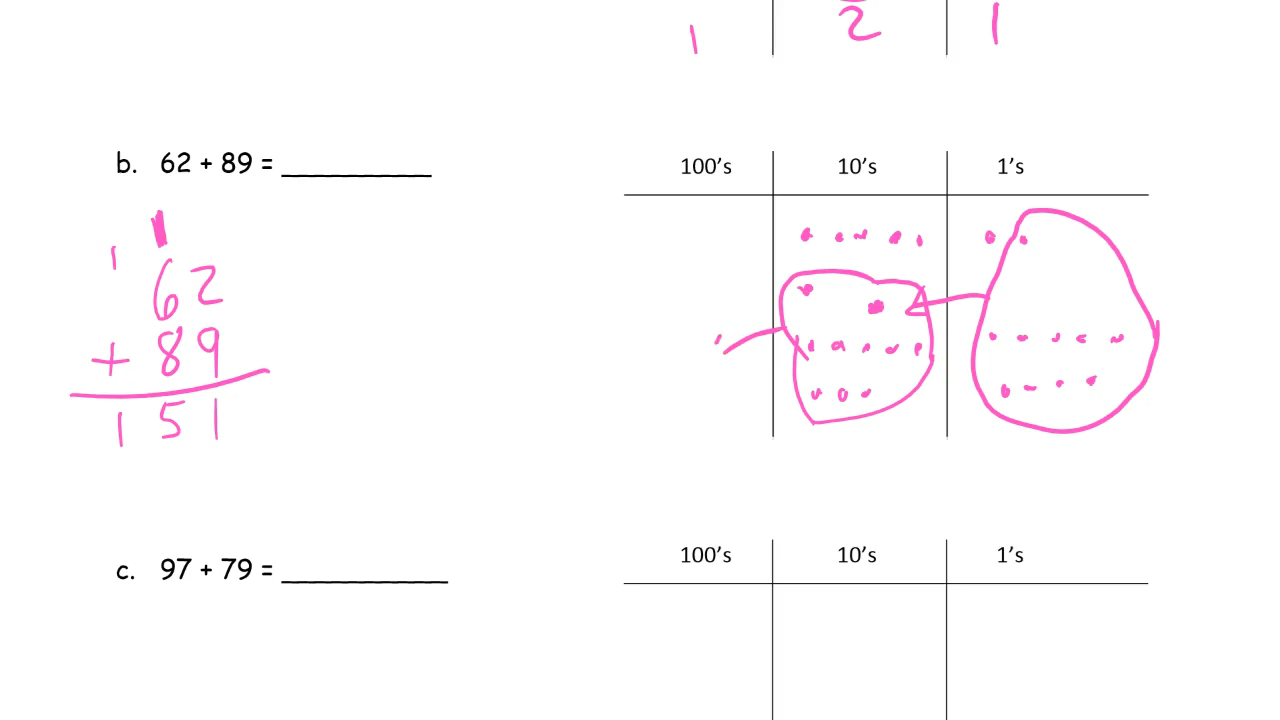 1 2 1
b. 62 + 89 = __________
100's 10's 1's
1 1
62
+ 89
151
c. 97 + 79 = ___________
100's 10's 1's